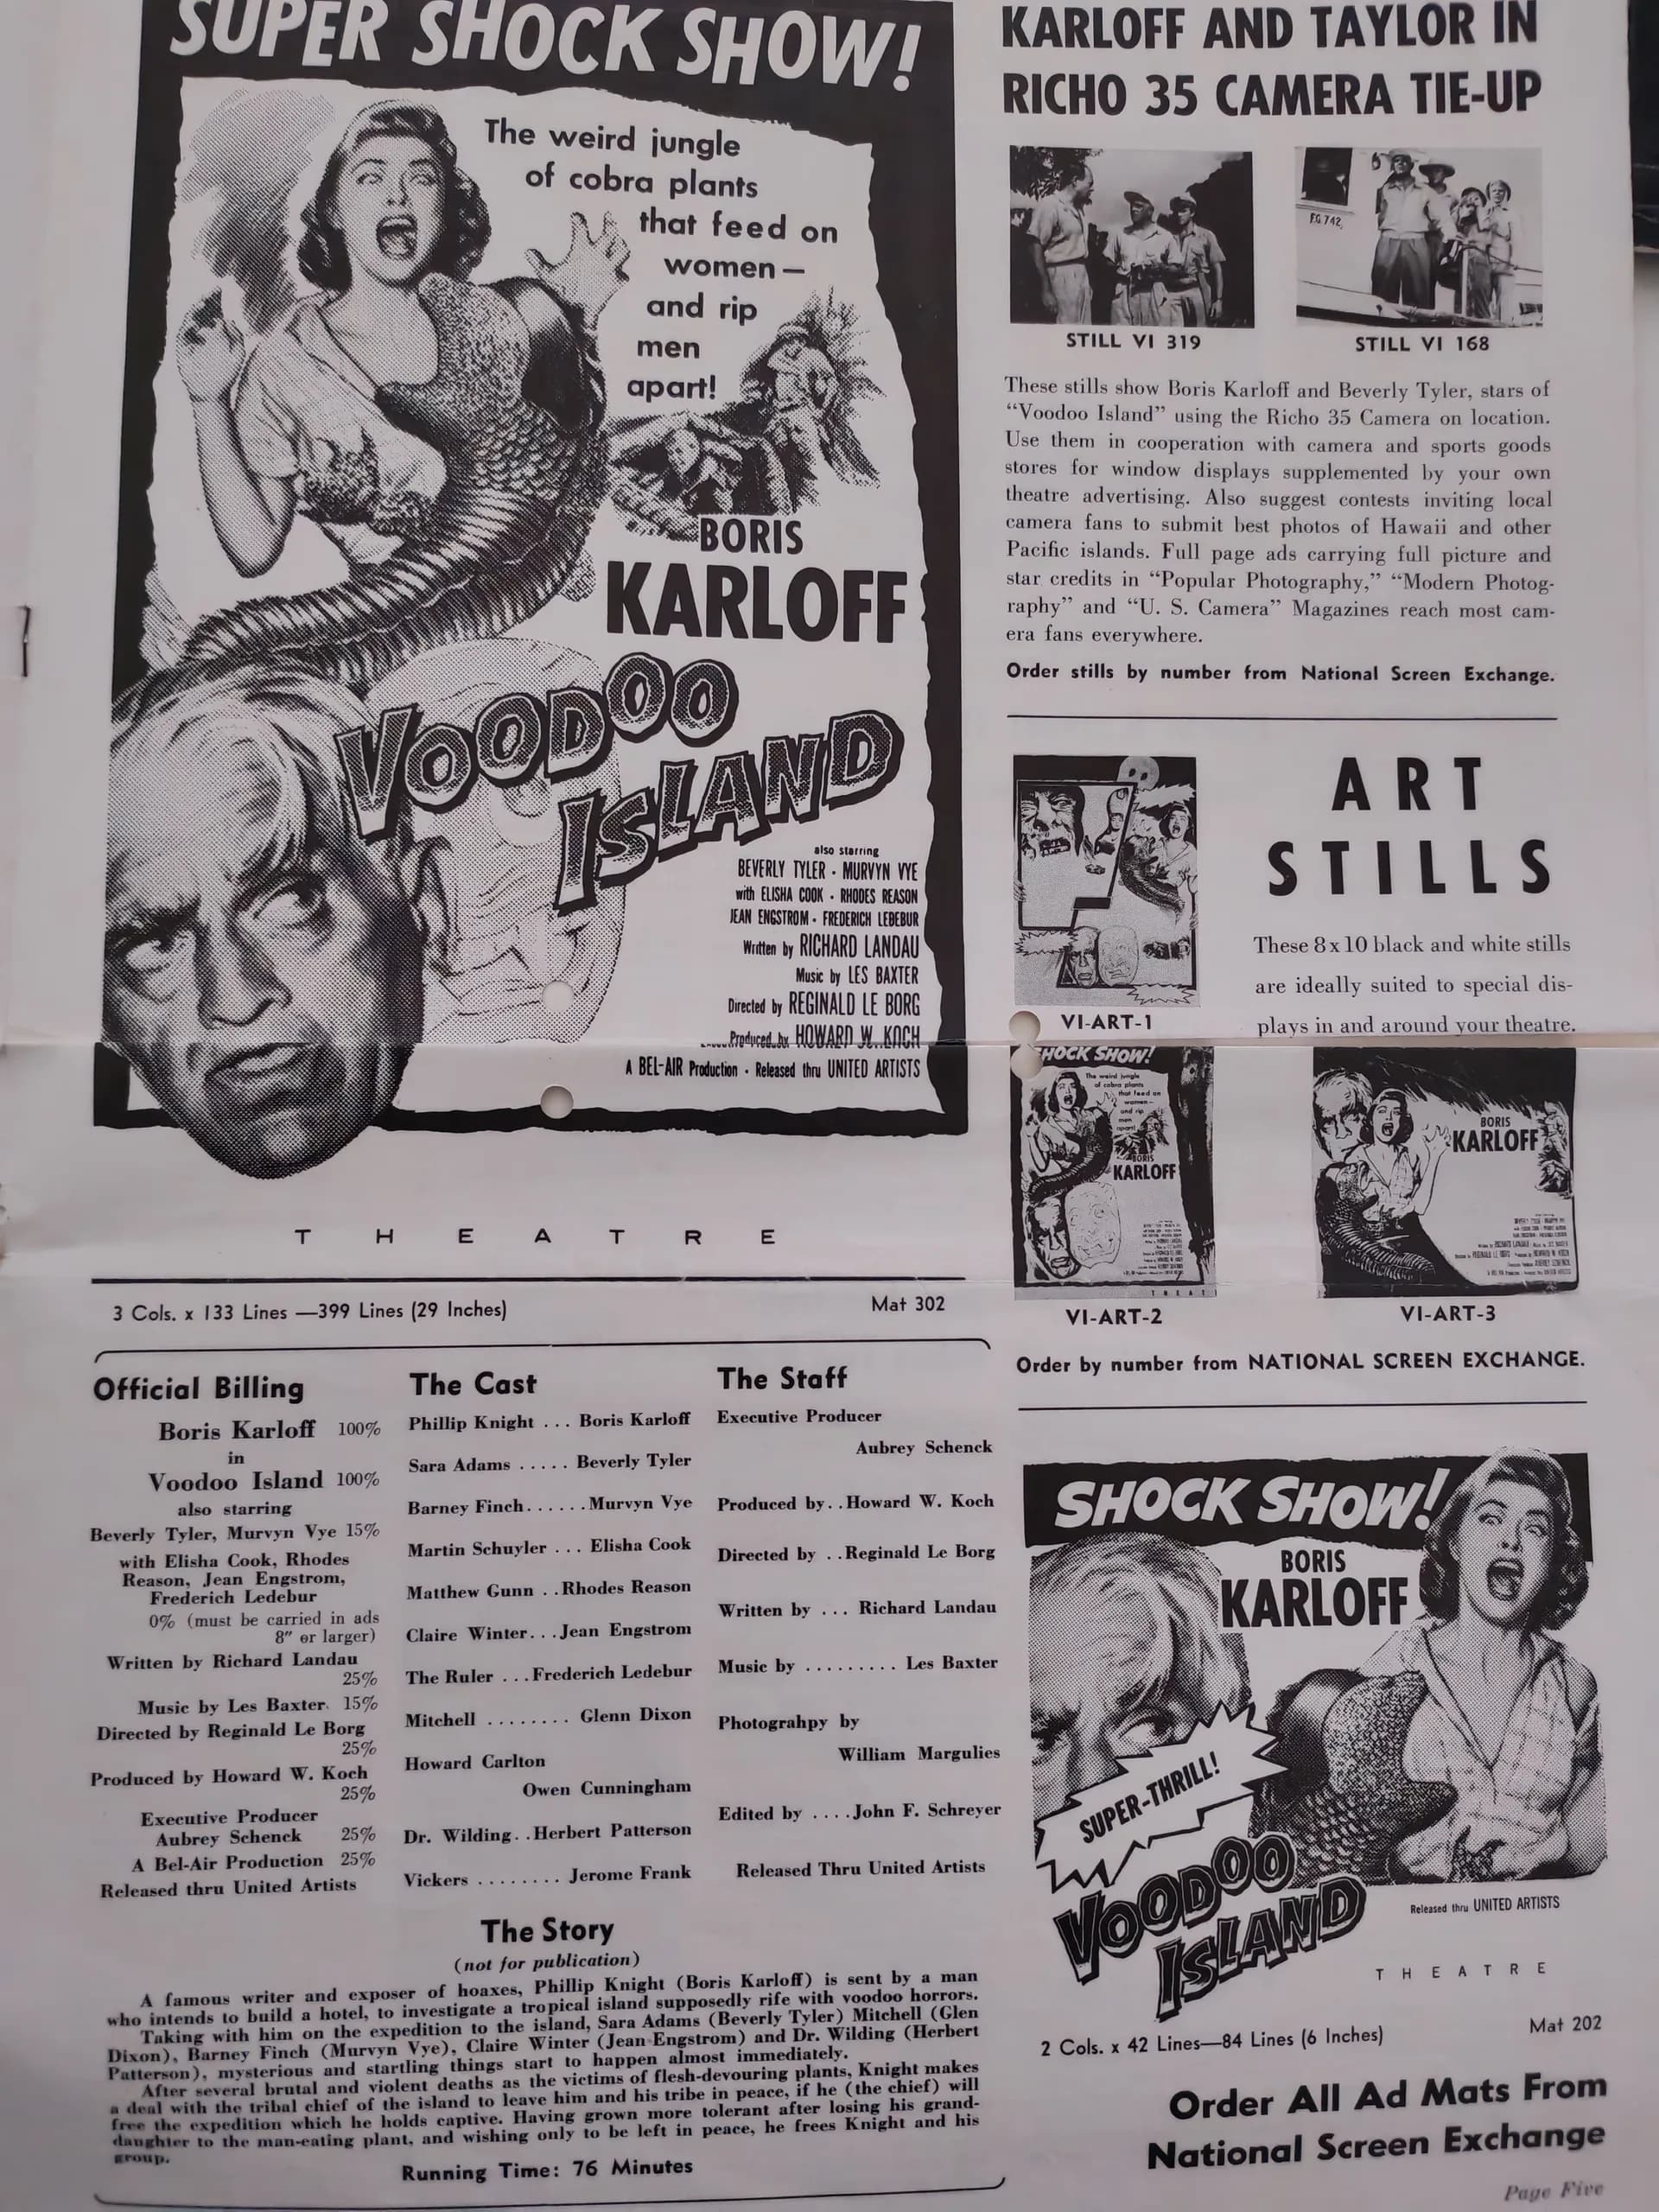 SUPER SHOCK SHOW!
The weird jungle
of cobra plants
that feed on
women—
and rip
men
apart!
BORIS
KARLOFF
VOODOO
ISLAND
also starring
BEVERLY TYLER · MURVYN VYE
with ELISHA COOK · RHODES REASON
JEAN ENGSTROM · FREDERICH LEBEBUR
Written by RICHARD LANDAU
Music by LES BAXTER
Directed by REGINALD LE BORG
Produced by HOWARD W. KOCH
A BEL-AIR Production · Released thru UNITED ARTISTS
THEATRE
3 Cols. x 133 Lines —399 Lines (29 Inches)
Mat 302
Official Billing
Boris Karloff 100%
in
Voodoo Island 100%
also starring
Beverly Tyler, Murvyn Vye 15%
with Elisha Cook, Rhodes
Reason, Jean Engstrom,
Frederich Ledebur
0% (must be carried in ads
8" or larger)
Written by Richard Landau
25%
Music by Les Baxter 15%
Directed by Reginald Le Borg
25%
Produced by Howard W. Koch
25%
Executive Producer
Aubrey Schenck 25%
A Bel-Air Production 25%
Released thru United Artists
The Cast
Phillip Knight ... Boris Karloff
Sara Adams ..... Beverly Tyler
Barney Finch...... Murvyn Vye
Martin Schuyler ... Elisha Cook
Matthew Gunn .. Rhodes Reason
Claire Winter... Jean Engstrom
The Ruler ... Frederich Ledebur
Mitchell ........ Glenn Dixon
Howard Carlton
Owen Cunningham
Dr. Wilding.. Herbert Patterson
Vickers ........ Jerome Frank
The Staff
Executive Producer
Aubrey Schenck
Produced by.. Howard W. Koch
Directed by .. Reginald Le Borg
Written by ... Richard Landau
Music by ......... Les Baxter
Photograhpy by
William Margulies
Edited by .... John F. Schreyer
Released Thru United Artists
The Story
(not for publication)
A famous writer and exposer of hoaxes, Phillip Knight (Boris Karloff) is sent by a man
who intends to build a hotel, to investigate a tropical island supposedly rife with voodoo horrors.
Taking with him on the expedition to the island, Sara Adams (Beverly Tyler) Mitchell (Glen
Dixon), Barney Finch (Murvyn Vye), Claire Winter (Jean Engstrom) and Dr. Wilding (Herbert
Patterson), mysterious and startling things start to happen almost immediately.
After several brutal and violent deaths as the victims of flesh-devouring plants, Knight makes
a deal with the tribal chief of the island to leave him and his tribe in peace, if he (the chief) will
free the expedition which he holds captive. Having grown more tolerant after losing his grand-
daughter to the man-eating plant, and wishing only to be left in peace, he frees Knight and his
group.
Running Time: 76 Minutes
KARLOFF AND TAYLOR IN
RICHO 35 CAMERA TIE-UP
F.G 742
STILL VI 319
STILL VI 168
These stills show Boris Karloff and Beverly Tyler, stars of
“Voodoo Island” using the Richo 35 Camera on location.
Use them in cooperation with camera and sports goods
stores for window displays supplemented by your own
theatre advertising. Also suggest contests inviting local
camera fans to submit best photos of Hawaii and other
Pacific islands. Full page ads carrying full picture and
star credits in “Popular Photography,” “Modern Photog-
raphy” and “U. S. Camera” Magazines reach most cam-
era fans everywhere.
Order stills by number from National Screen Exchange.
ART
STILLS
These 8x10 black and white stills
are ideally suited to special dis-
plays in and around your theatre.
VI-ART-1
SHOCK SHOW!
The weird jungle
of cobra plants
that feed on
women—
and rip
men
apart!
BORIS
KARLOFF
VI-ART-2
BORIS
KARLOFF
VI-ART-3
Order by number from NATIONAL SCREEN EXCHANGE.
SHOCK SHOW!
BORIS
KARLOFF
SUPER-THRILL!
VOODOO
ISLAND
Released thru UNITED ARTISTS
THEATRE
2 Cols. x 42 Lines—84 Lines (6 Inches)
Mat 202
Order All Ad Mats From
National Screen Exchange
Page Five